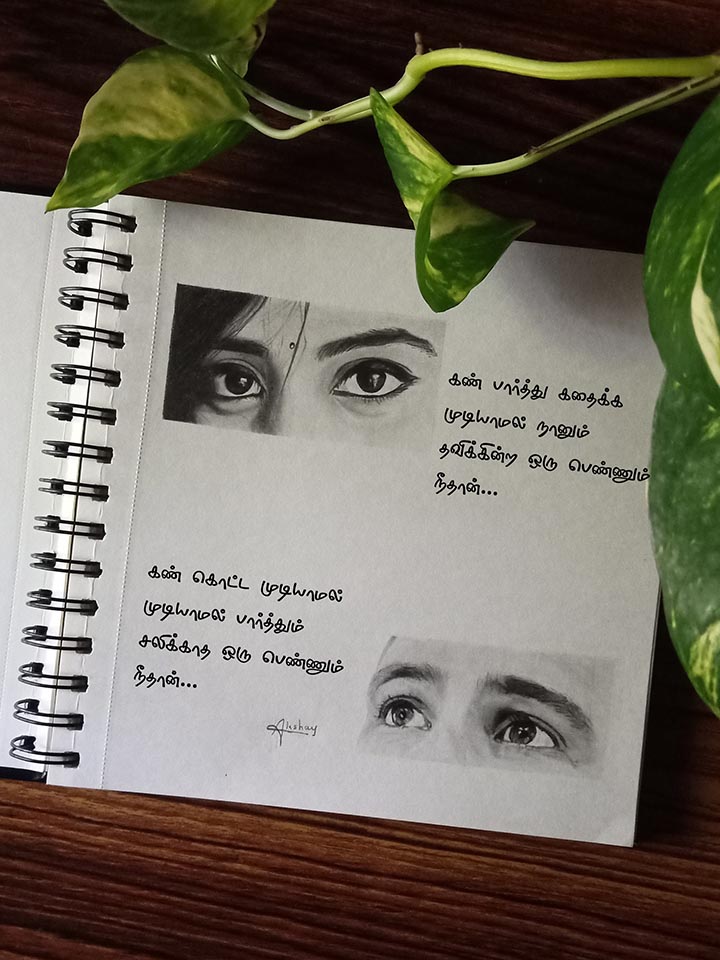 கண் பார்த்து கதைக்க
முடியாமல் நானும்
தவிக்கின்ற ஒரு பெண்ணும்
நீதான்...
கண் கொட்ட முடியாமல்
முடியாமல் பார்த்தும்
சலிக்காத ஒரு பெண்ணும்
நீதான்...
Akshay